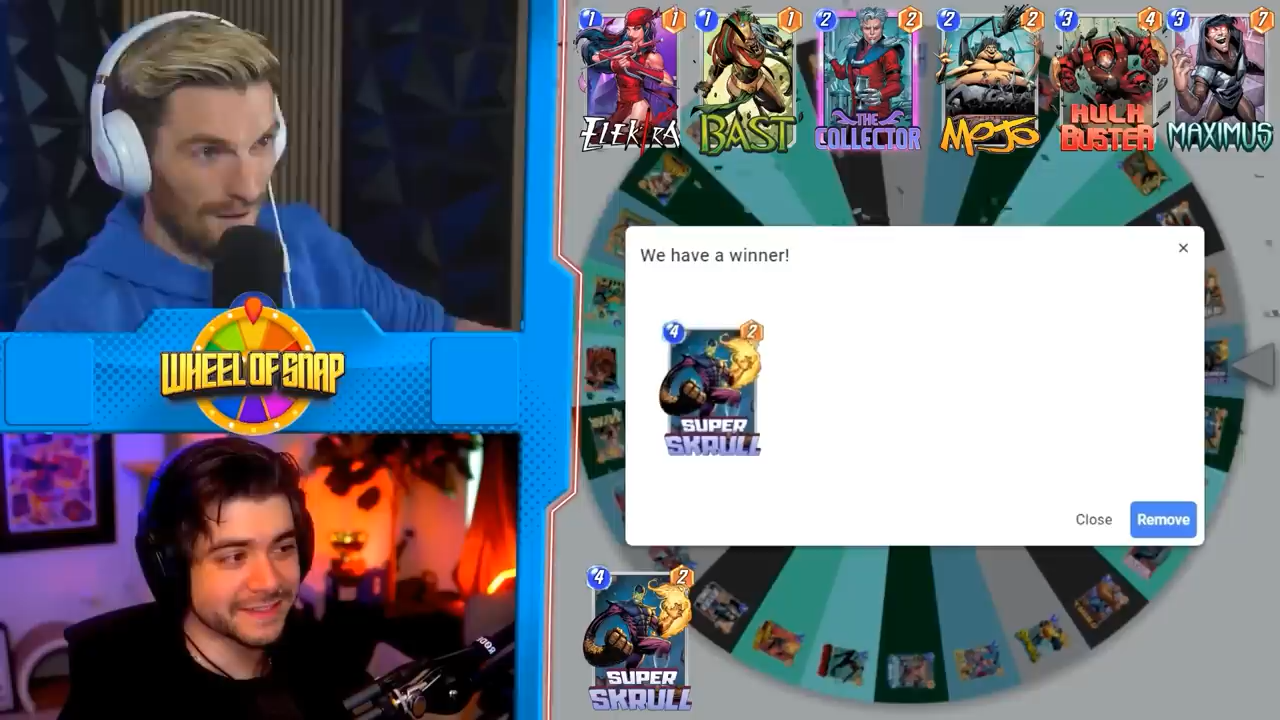 1 1 1 1 2 2 2 2 3 4 3 7
ELEKTRA BAST THE COLLECTOR MOJO HULK BUSTER MAXIMUS
We have a winner!
4 2
SUPER
SKRULL
WHEEL OF SNAP
Close Remove
4 2
SUPER
SKRULL